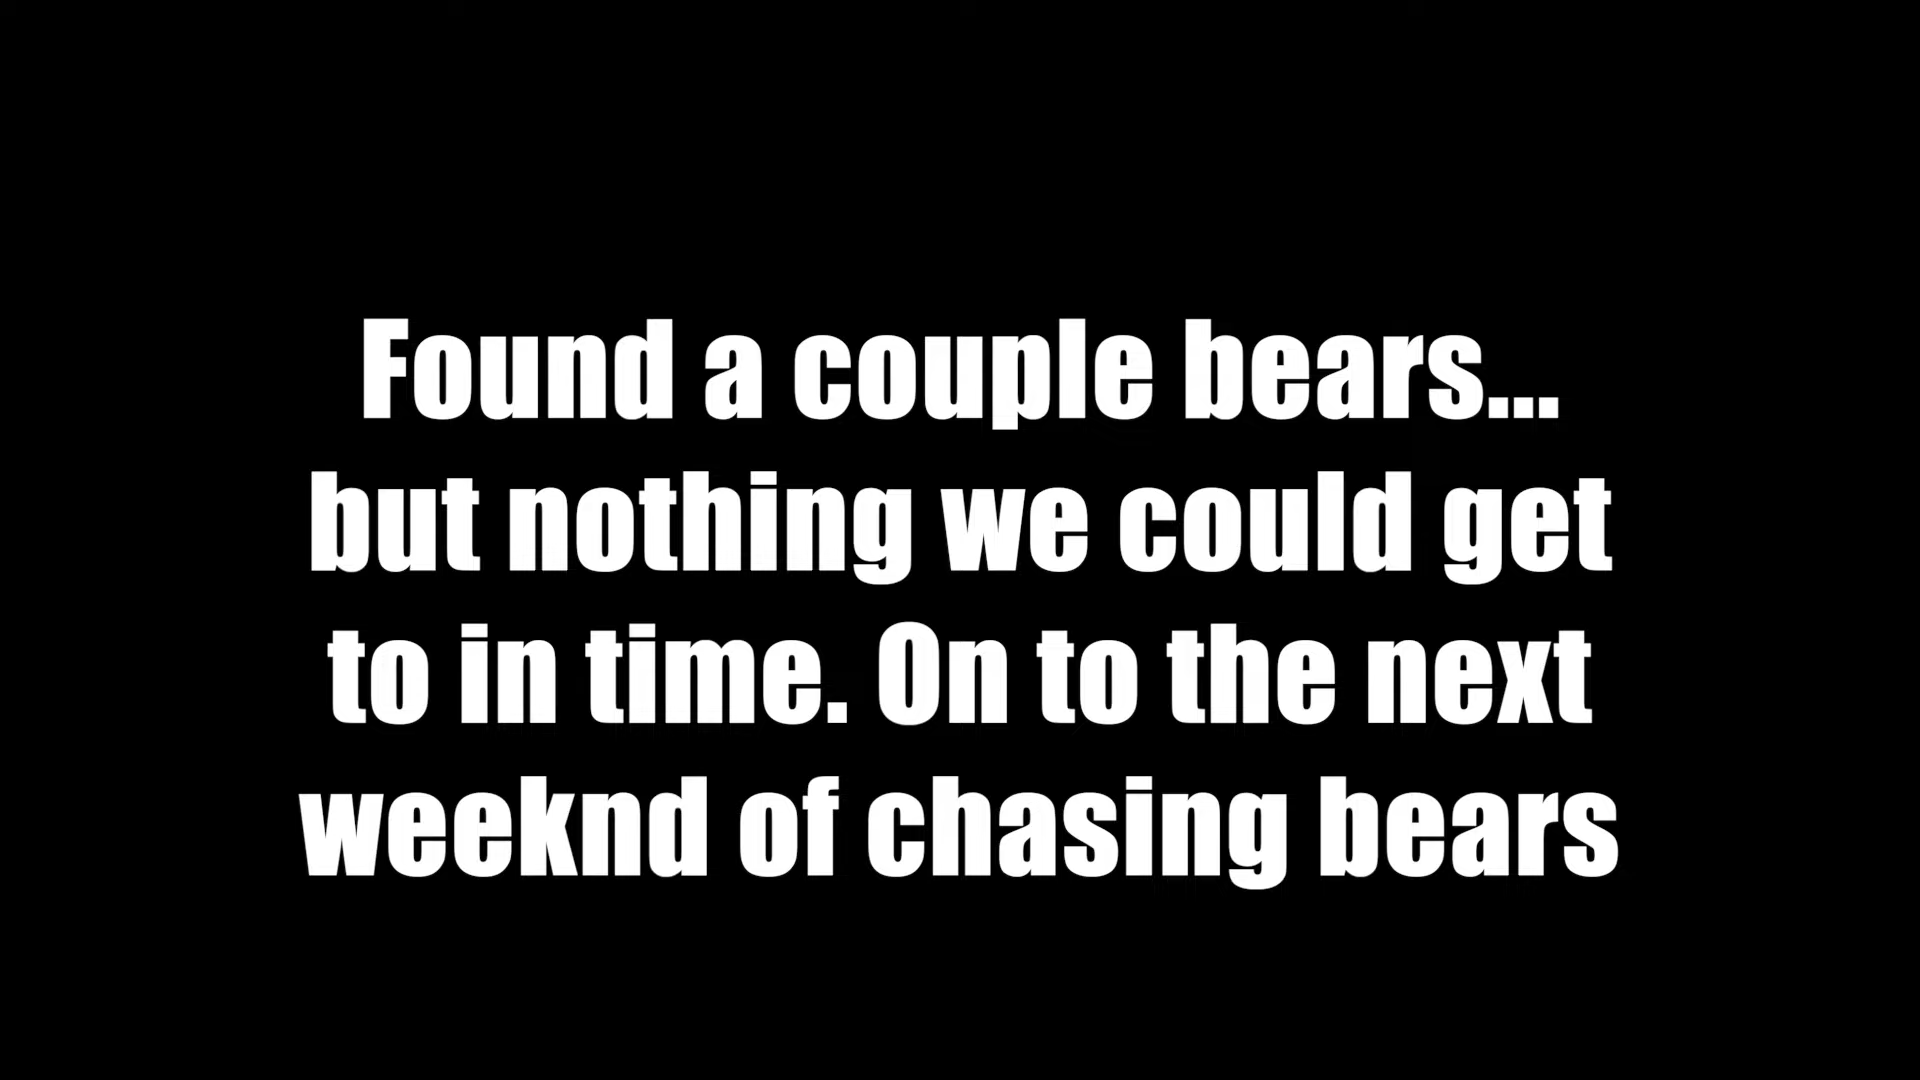 Found a couple bears...
but nothing we could get
to in time. On to the next
weeknd of chasing bears